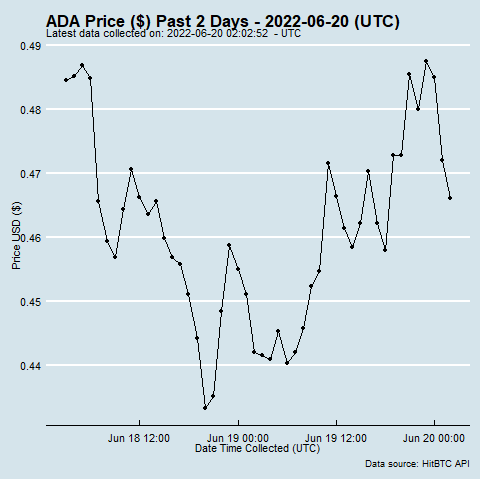 ADA Price ($) Past 2 Days - 2022-06-20 (UTC)
Latest data collected on: 2022-06-20 02:02:52  - UTC
0.49
0.48
0.47
0.46
0.45
0.44
Price USD ($)
Jun 18 12:00
Jun 19 00:00
Jun 19 12:00
Jun 20 00:00
Date Time Collected (UTC)
Data source: HitBTC API